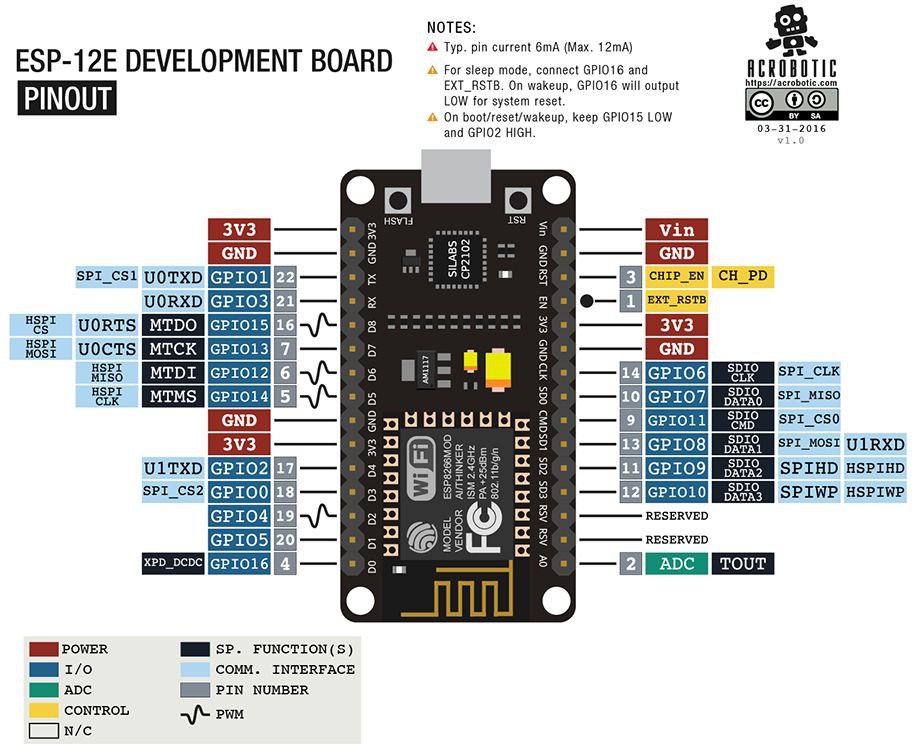 ESP-12E DEVELOPMENT BOARD
PINOUT
NOTES:
Typ. pin current 6mA (Max. 12mA)
For sleep mode, connect GPIO16 and
EXT_RSTB. On wakeup, GPIO16 will output
LOW for system reset.
On boot/reset/wakeup, keep GPIO15 LOW
and GPIO2 HIGH.
ACROBOTIC
https://acrobotic.com
CC BY SA
03-31-2016
v1.0
FLASH
RST
3V3 3V3
GND GND
SPI_CS1 U0TXD GPIO1 22 TX
U0RXD GPIO3 21 RX
HSPI CS U0RTS MTDO GPIO15 16 D8
HSPI MOSI U0CTS MTCK GPIO13 7 D7
HSPI MISO MTDI GPIO12 6 D6
HSPI CLK MTMS GPIO14 5 D5
GND GND
3V3 3V3
U1TXD GPIO2 17 D4
SPI_CS2 GPIO0 18 D3
GPIO4 19 D2
GPIO5 20 D1
XPD_DCDC GPIO16 4 D0
SILABS
CP2102
AM1117
WiFi
MODEL ESP8266MOD
VENDOR AI/THINKER
ISM 2.4GHz
PA +25dBm
802.11b/g/n
FC
Vin Vin
GND GND
RST 3 CHIP_EN CH_PD
EN 1 EXT_RSTB
3V3 3V3
GND GND
CLK 14 GPIO6 SDIO CLK SPI_CLK
SD0 10 GPIO7 SDIO DATA0 SPI_MISO
CMD 9 GPIO11 SDIO CMD SPI_CS0
SD1 13 GPIO8 SDIO DATA1 SPI_MOSI U1RXD
SD2 11 GPIO9 SDIO DATA2 SPIHD HSPIHD
SD3 12 GPIO10 SDIO DATA3 SPIWP HSPIWP
RSV RESERVED
RSV RESERVED
A0 2 ADC TOUT
POWER
I/O
ADC
CONTROL
N/C
SP. FUNCTION(S)
COMM. INTERFACE
PIN NUMBER
PWM